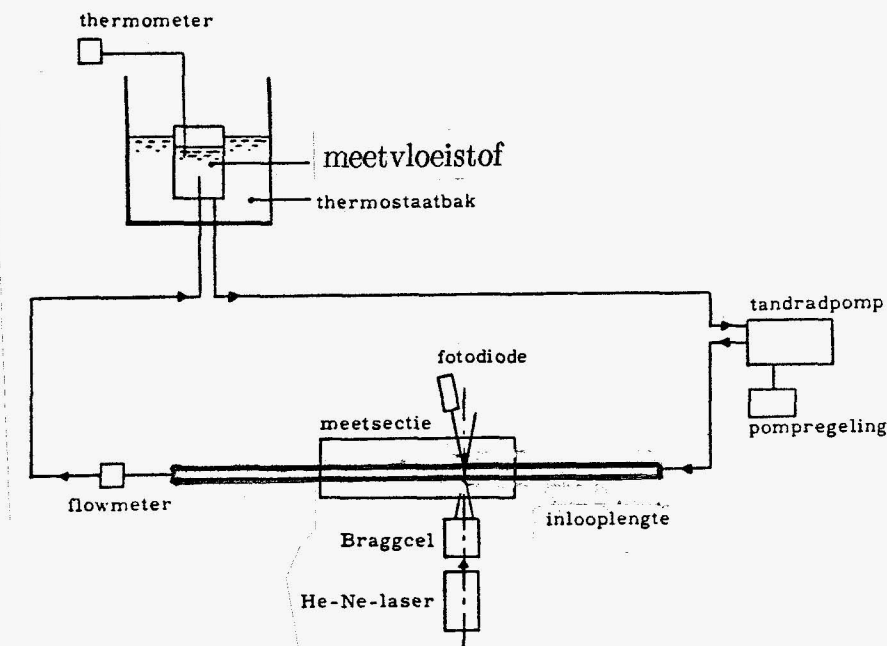 thermometer
meetvloeistof
thermostaatbak
tandradpomp
fotodiode
meetsectie
pompregeling
flowmeter
inlooplengte
Braggcel
He-Ne-laser